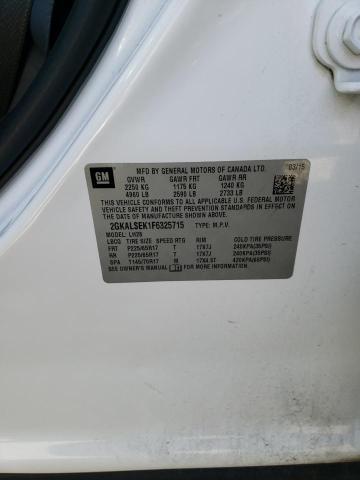 GM
MFD BY GENERAL MOTORS OF CANADA LTD. 03/15
GVWR GAWR FRT GAWR RR
2250 KG 1175 KG 1240 KG
4960 LB 2590 LB 2733 LB
THIS VEHICLE CONFORMS TO ALL APPLICABLE U.S. FEDERAL
MOTOR VEHICLE SAFETY, BUMPER, AND THEFT PREVENTION
STANDARDS IN EFFECT ON THE DATE OF MANUFACTURE SHOWN ABOVE.
2GKALSEK1F6325715 TYPE: M.P.V.
MODEL: LH26
LBCG TIRE SIZE SPEED RTG RIM COLD TIRE PRESSURE
FRT P225/65R17 T 17X7J 240KPA(35PSI)
RR P225/65R17 T 17X7J 240KPA(35PSI)
SPA T145/70R17 M 17X4.5T 420KPA(60PSI)
SEE OWNER'S MANUAL FOR MORE INFORMATION.